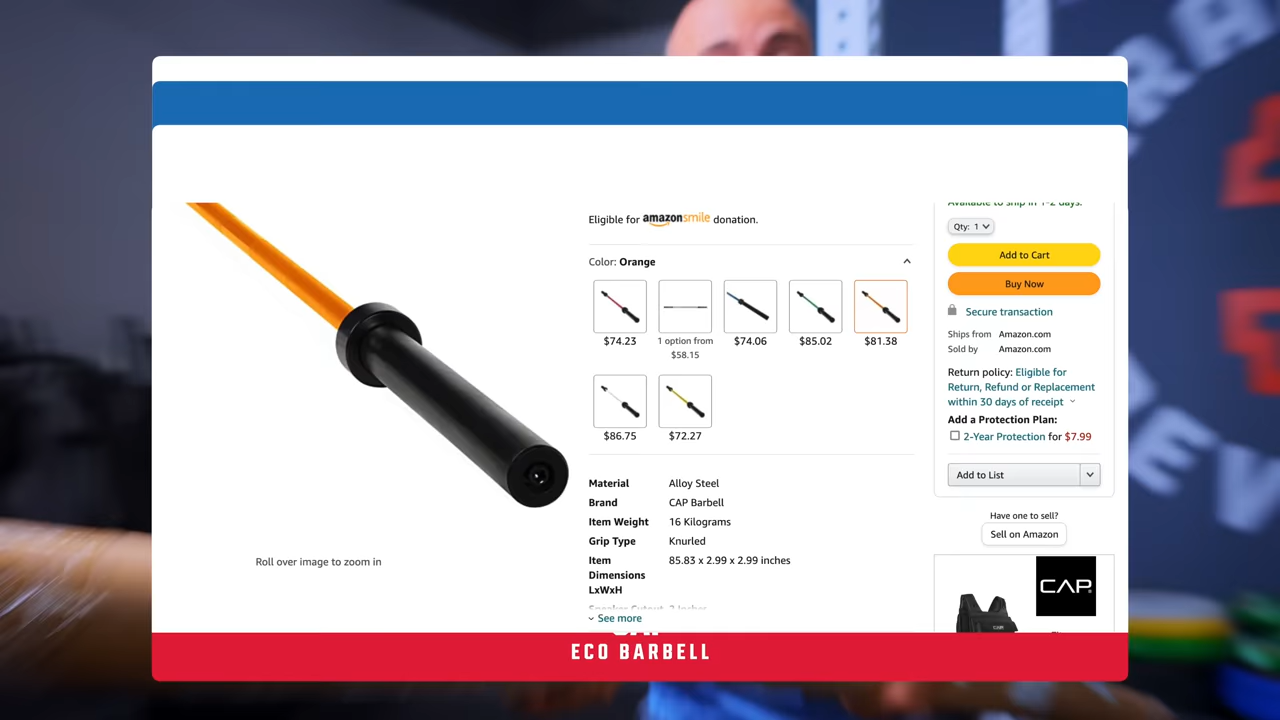 Eligible for amazonsmile donation.
Color: Orange
$74.23
1 option from
$58.15
$74.06
$85.02
$81.38
$86.75
$72.27
Material Alloy Steel
Brand CAP Barbell
Item Weight 16 Kilograms
Grip Type Knurled
Item 85.83 x 2.99 x 2.99 inches
Dimensions
LxWxH
See more
Roll over image to zoom in
Available to ship in 1-2 days.
Qty: 1
Add to Cart
Buy Now
Secure transaction
Ships from Amazon.com
Sold by Amazon.com
Return policy: Eligible for
Return, Refund or Replacement
within 30 days of receipt
Add a Protection Plan:
2-Year Protection for $7.99
Add to List
Have one to sell?
Sell on Amazon
CAP
ECO BARBELL